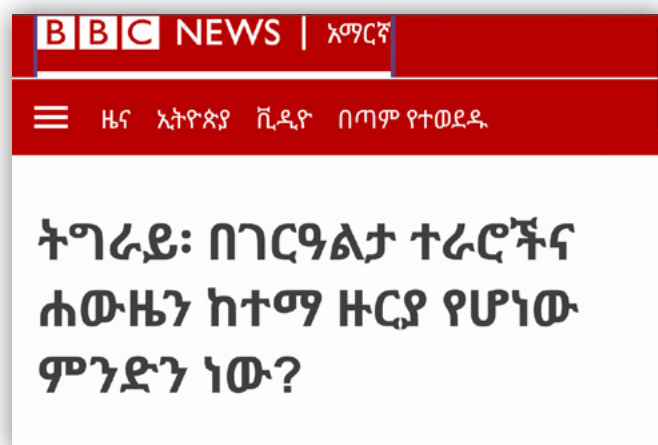 BBC NEWS | አማርኛ
ዜና ኢትዮጵያ ቪዲዮ በጣም የተወደዱ
ትግራይ፡ በገርዓልታ ተራሮችና
ሐውዜን ከተማ ዙርያ የሆነው
ምንድን ነው?